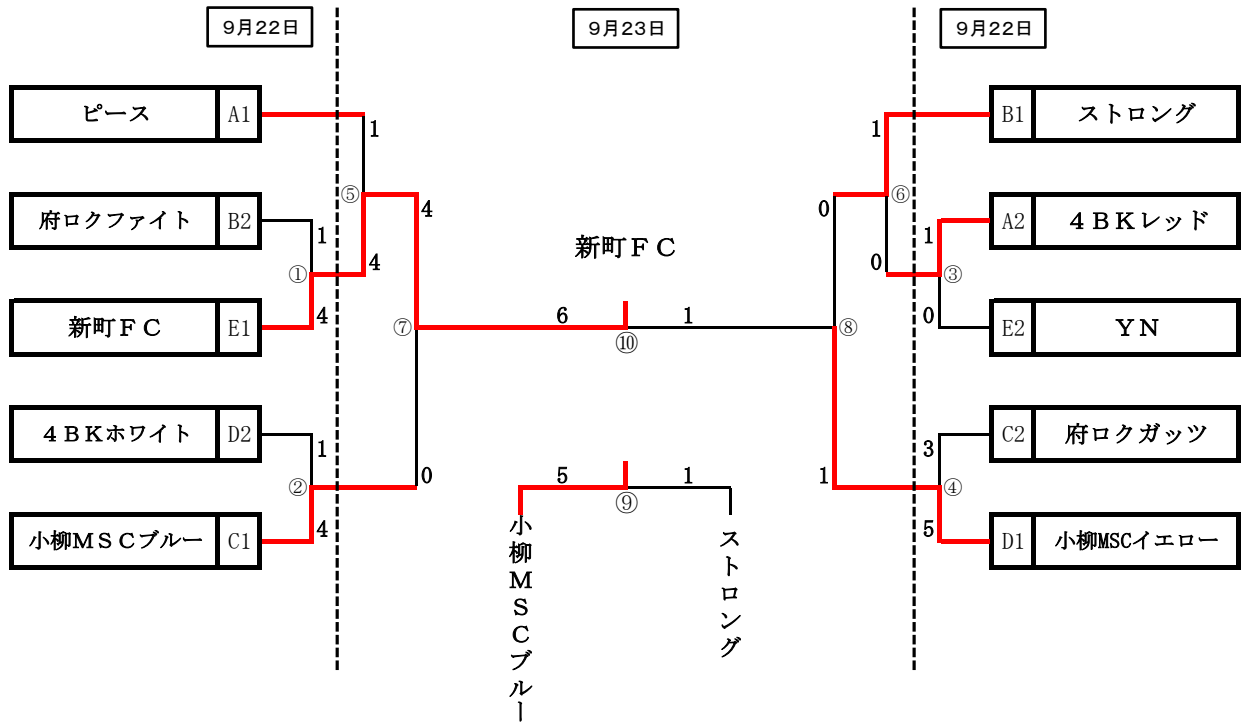 9月22日
9月23日
9月22日
ピース A1
1
1
B1 ストロング
⑤
⑥
府ロクファイト B2
1
4
0
1
A2 4BKレッド
新町FC
①
4
0
③
新町FC E1
4
⑦
6
1
⑧
0
E2 YN
⑩
4BKホワイト D2
1
3
C2 府ロクガッツ
②
0
5
1
1
④
⑨
小柳MSCブルー C1
4
5
D1 小柳MSCイエロー
小柳MSCブルー
ストロング